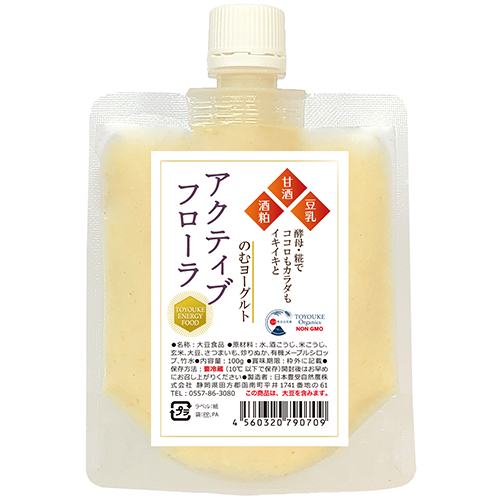 豆乳
甘酒
酒粕
酵母・糀で
ココロもカラダも
イキイキと
のむヨーグルト
アクティブ
フローラ
TOYOUKE
ENERGY
FOOD
TOYOUKE
Organics
NON GMO
●名称:大豆食品 ●原材料:水、酒こうじ、米こうじ、
玄米、大豆、さつまいも、炒りぬか、有機メープルシロッ
プ、竹水●内容量:100g ●賞味期限:枠外に記載●
保存方法:要冷蔵(10℃以下で保存)開封後はお早め
にお召し上がりください●製造者:日本豊受自然農株
式会社 静岡県田方郡函南町平井 1741番地の61
TEL:0557-86-3080 この商品は、大豆を含みます。
ラベル:紙
袋:PE, PA
4 560320 790709